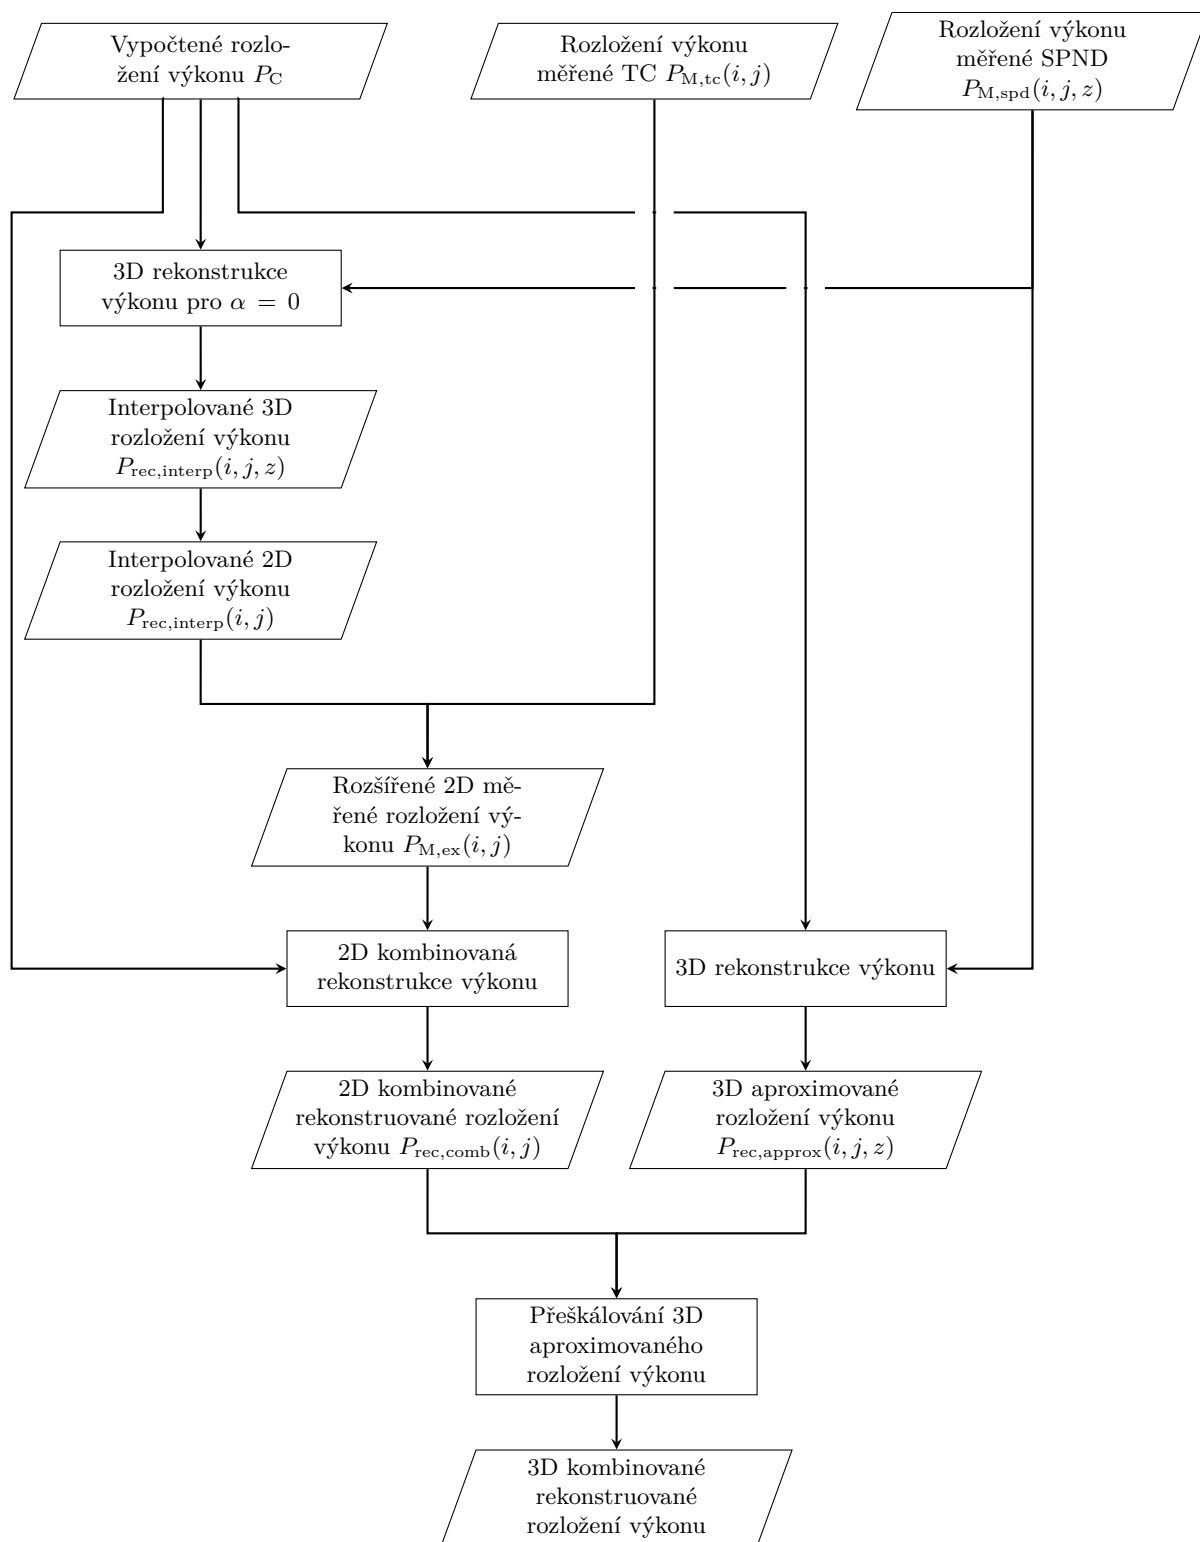 Vypočtené rozlo-
žení výkonu P_C
Rozložení výkonu
měřené TC P_M,tc(i, j)
Rozložení výkonu
měřené SPND
P_M,spd(i, j, z)
3D rekonstrukce
výkonu pro α = 0
Interpolované 3D
rozložení výkonu
P_rec,interp(i, j, z)
Interpolované 2D
rozložení výkonu
P_rec,interp(i, j)
Rozšířené 2D mě-
řené rozložení vý-
konu P_M,ex(i, j)
2D kombinovaná
rekonstrukce výkonu
3D rekonstrukce výkonu
2D kombinované
rekonstruované rozložení
výkonu P_rec,comb(i, j)
3D aproximované
rozložení výkonu
P_rec,approx(i, j, z)
Přeškálování 3D
aproximovaného
rozložení výkonu
3D kombinované
rekonstruované
rozložení výkonu